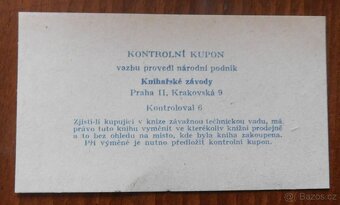 KONTROLNÍ KUPON
vazbu provedl národní podnik
Knihařské závody
Praha II, Krakovská 9
Kontroloval 6
Zjistí-li kupující v knize závažnou technickou vadu, má
právo tuto knihu vyměnit ve kterékoliv knižní prodejně
a to bez ohledu na místo, kde byla kniha zakoupena.
Při výměně je nutno předložit kontrolní kupon.
Bazoš.cz